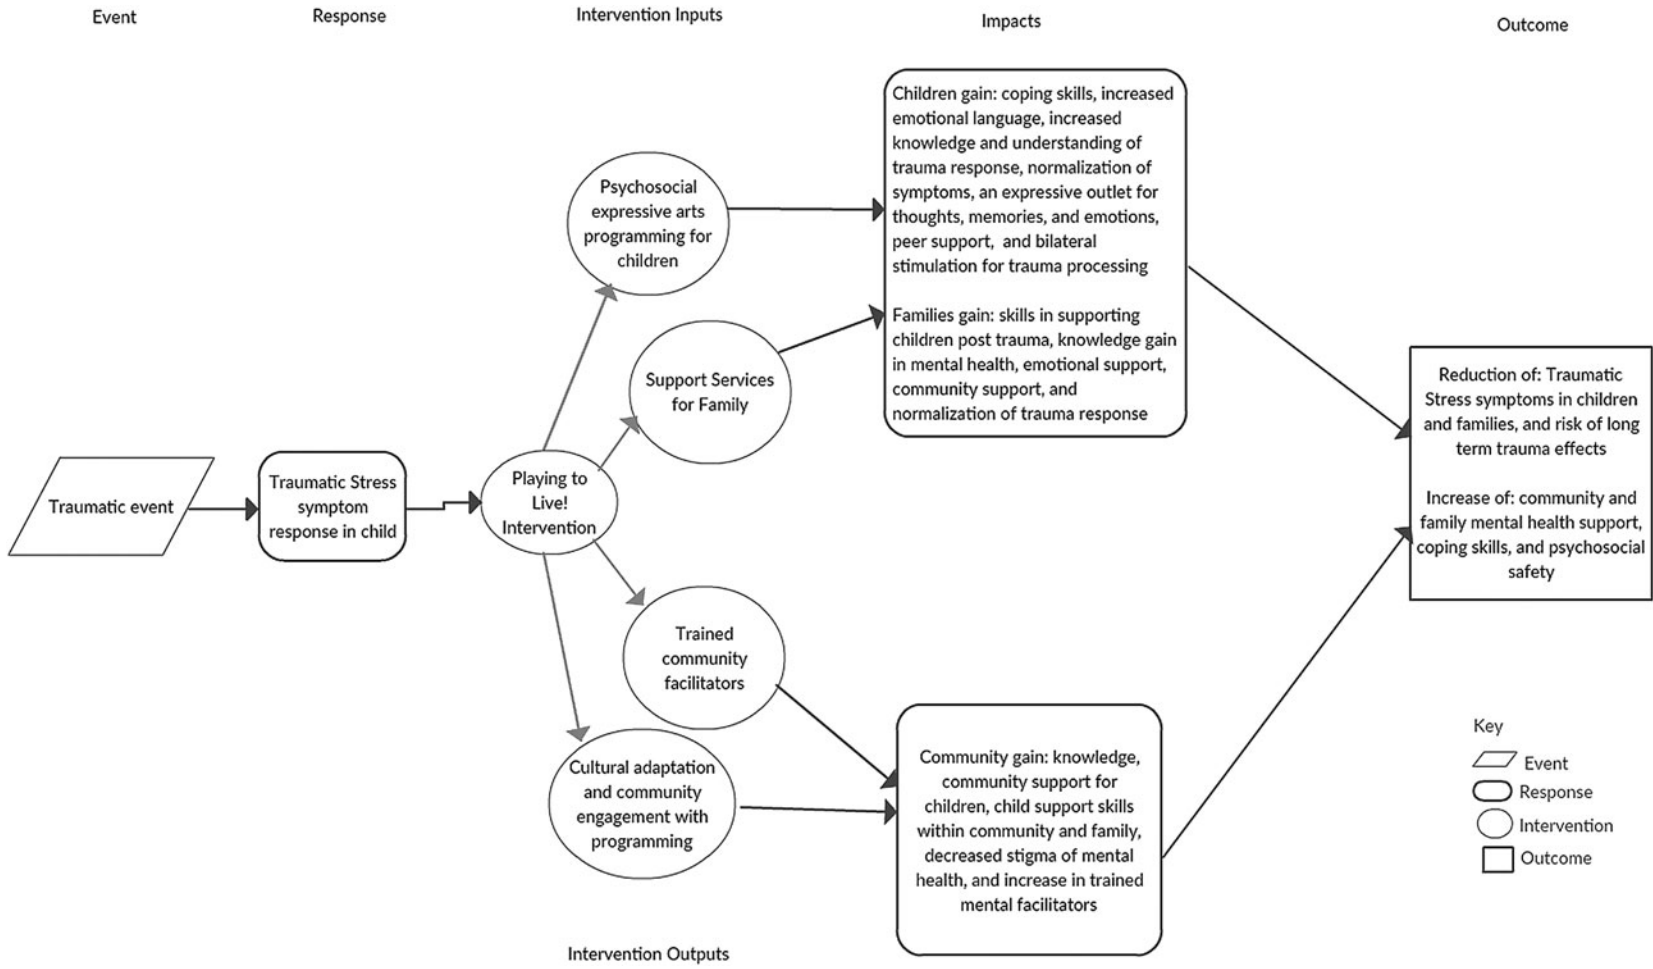 Event
Response
Intervention Inputs
Impacts
Outcome
Traumatic event
Traumatic Stress
symptom
response in child
Playing to
Live!
Intervention
Psychosocial
expressive arts
programming for
children
Support Services
for Family
Trained
community
facilitators
Cultural adaptation
and community
engagement with
programming
Intervention Outputs
Children gain: coping skills, increased
emotional language, increased
knowledge and understanding of
trauma response, normalization of
symptoms, an expressive outlet for
thoughts, memories, and emotions,
peer support, and bilateral
stimulation for trauma processing
Families gain: skills in supporting
children post trauma, knowledge gain
in mental health, emotional support,
community support, and
normalization of trauma response
Community gain: knowledge,
community support for
children, child support skills
within community and family,
decreased stigma of mental
health, and increase in trained
mental facilitators
Reduction of: Traumatic
Stress symptoms in children
and families, and risk of long
term trauma effects
Increase of: community and
family mental health support,
coping skills, and psychosocial
safety
Key
Event
Response
Intervention
Outcome